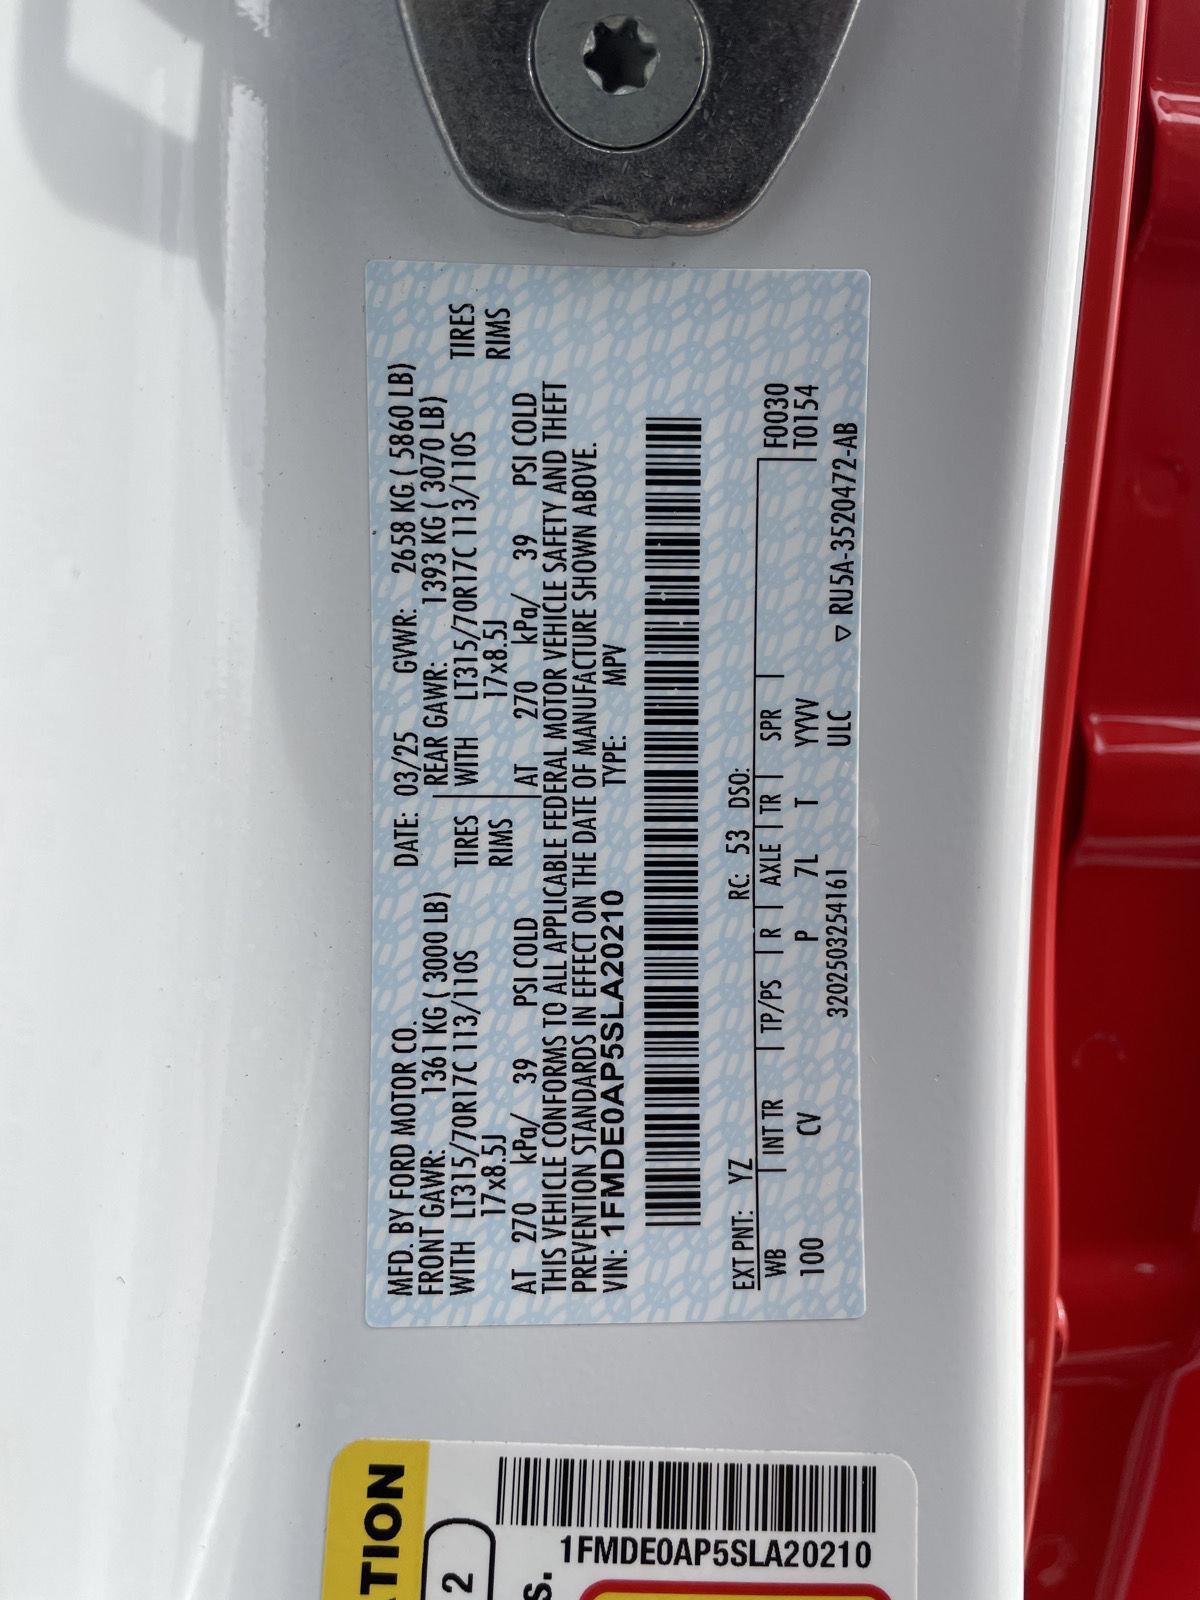 MFD. BY FORD MOTOR CO. DATE: 03/25 GVWR: 2658 KG ( 5860 LB)
FRONT GAWR: 1361 KG ( 3000 LB) REAR GAWR: 1393 KG ( 3070 LB)
WITH LT315/70R17C 113/110S TIRES WITH LT315/70R17C 113/110S TIRES
17x8.5J RIMS 17x8.5J RIMS
AT 270 kPa/ 39 PSI COLD AT 270 kPa/ 39 PSI COLD
THIS VEHICLE CONFORMS TO ALL APPLICABLE FEDERAL MOTOR VEHICLE SAFETY AND THEFT
PREVENTION STANDARDS IN EFFECT ON THE DATE OF MANUFACTURE SHOWN ABOVE.
VIN: 1FMDE0AP5SLA20210 TYPE: MPV
EXT PNT: YZ RC: 53 DSO:
WB INT TR TP/PS R AXLE TR SPR F0030
100 CV P 7L T YYVV T0154
3202503254161 ULC ▽ RU5A-3520472-AB
TION
2
s.
1FMDE0AP5SLA20210